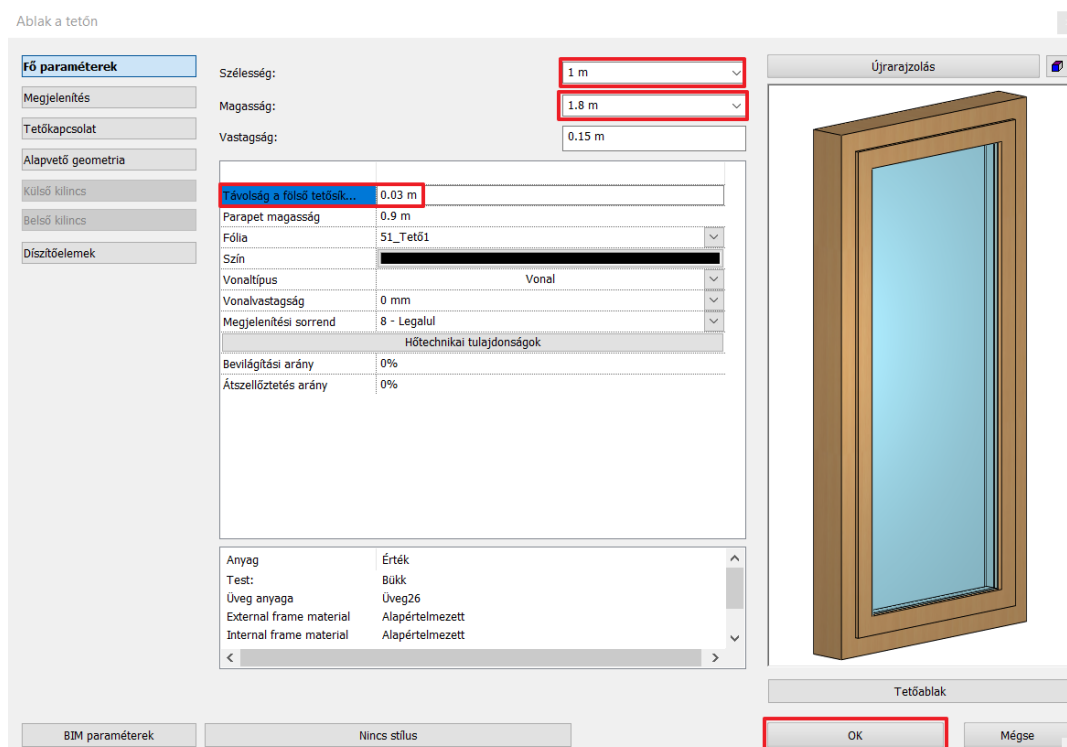 Ablak a tetőn
Fő paraméterek
Megjelenítés
Tetőkapcsolat
Alapvető geometria
Külső kilincs
Belső kilincs
Díszítőelemek
Szélesség: 1 m
Magasság: 1.8 m
Vastagság: 0.15 m
Távolság a fölső tetősík... 0.03 m
Parapet magasság 0.9 m
Fólia 51_Tető1
Szín
Vonaltípus Vonal
Vonalvastagság 0 mm
Megjelenítési sorrend 8 - Legalul
Hőtechnikai tulajdonságok
Bevilágítási arány 0%
Átszellőztetés arány 0%
Anyag Érték
Test: Bükk
Üveg anyaga Üveg26
External frame material Alapértelmezett
Internal frame material Alapértelmezett
Újrarajzolás
Tetőablak
BIM paraméterek
Nincs stílus
OK
Mégse